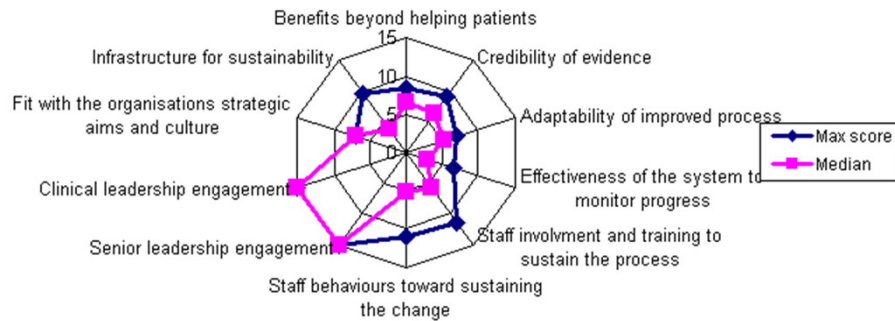 Benefits beyond helping patients
15
Infrastructure for sustainability
Credibility of evidence
10
Fit with the organisations strategic
aims and culture
5
Adaptability of improved process
Max score
Median
0
Effectiveness of the system to
monitor progress
Clinical leadership engagement
Senior leadership engagement
Staff involvment and training to
sustain the process
Staff behaviours toward sustaining
the change